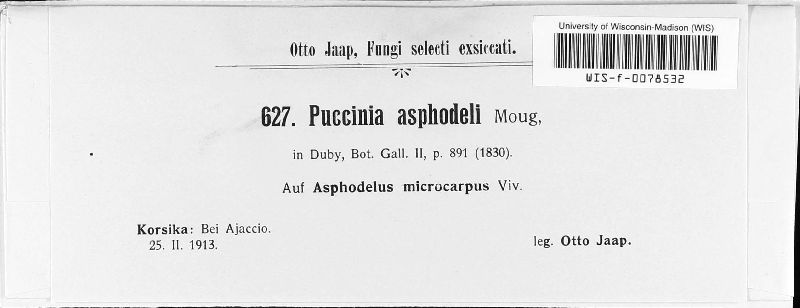 University of Wisconsin-Madison (WIS)
WIS-f-0078532
Otto Jaap, Fungi selecti exsiccati.
627. Puccinia asphodeli Moug,
in Duby, Bot. Gall. II, p. 891 (1830).
Auf Asphodelus microcarpus Viv.
Korsika: Bei Ajaccio.
25. II. 1913.
leg. Otto Jaap.